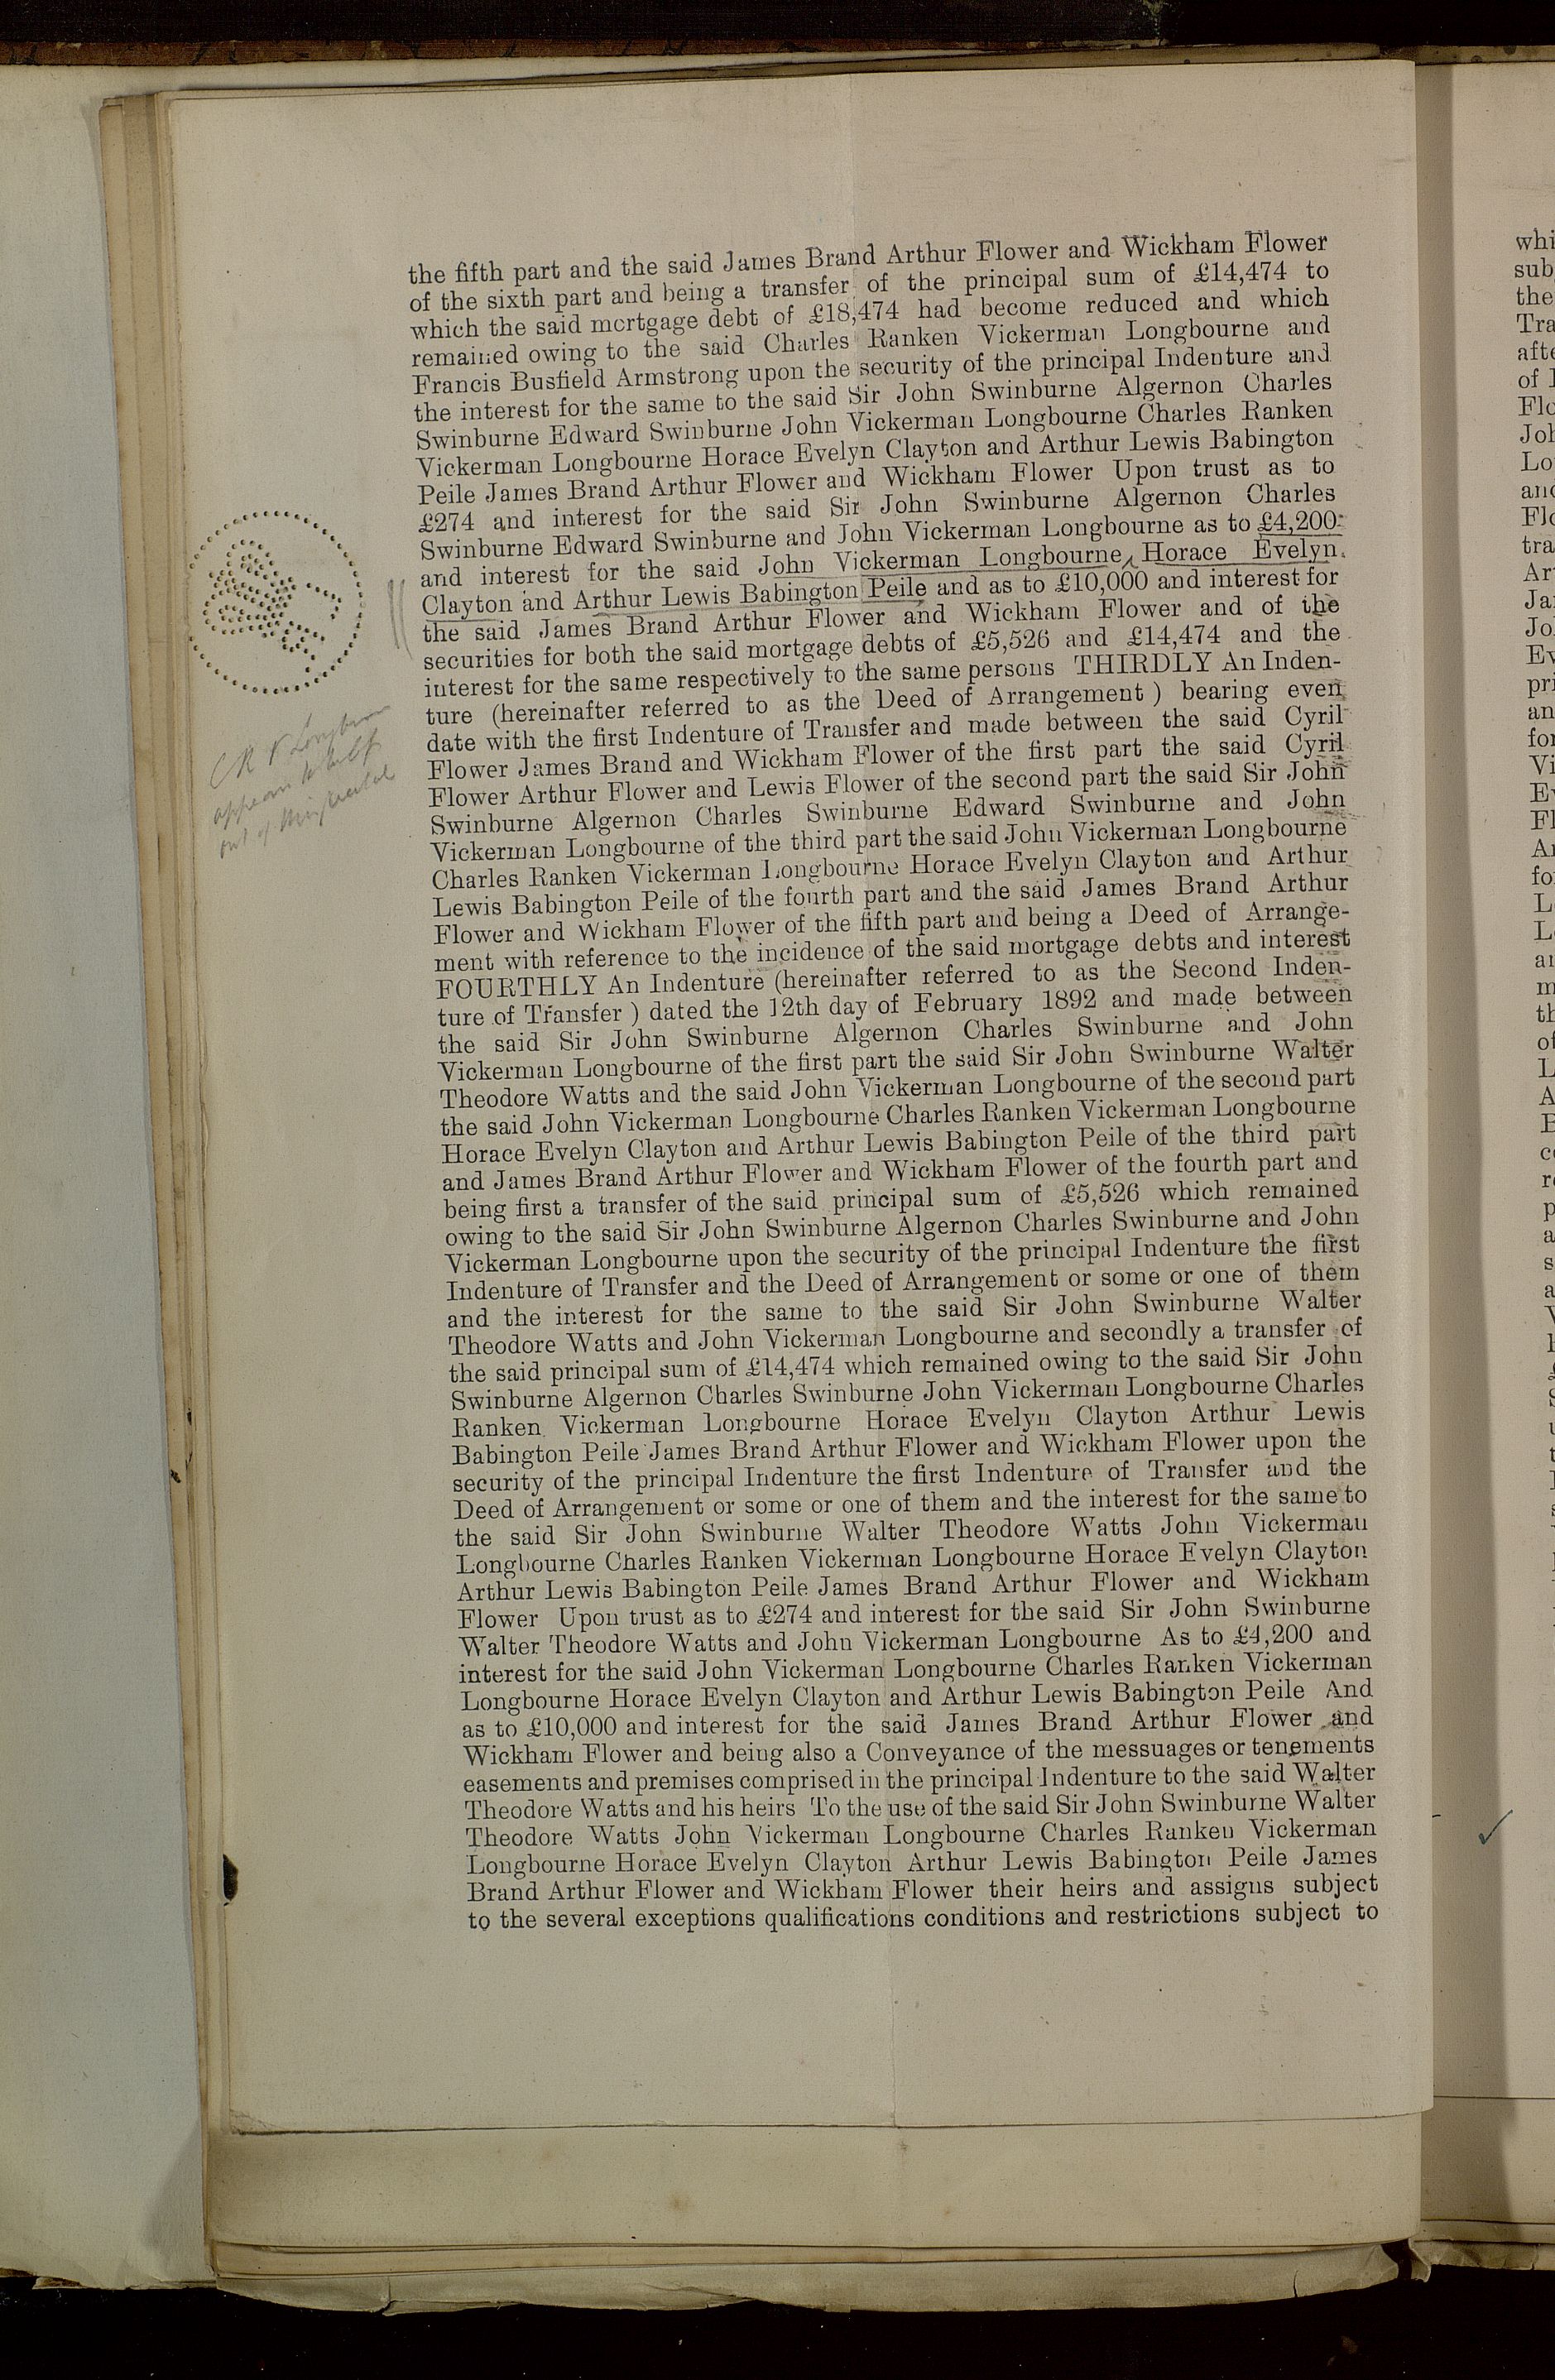 the fifth part and the said James Brand Arthur Flower and Wickham Flower
of the sixth part and being a transfer of the principal sum of £14,474 to
which the said mortgage debt of £18,474 had become reduced and which
remained owing to the said Charles Ranken Vickerman Longbourne and
Francis Busfield Armstrong upon the security of the principal Indenture and
the interest for the same to the said Sir John Swinburne Algernon Charles
Swinburne Edward Swinburne John Vickerman Longbourne Charles Ranken
Vickerman Longbourne Horace Evelyn Clayton and Arthur Lewis Babington
Peile James Brand Arthur Flower and Wickham Flower Upon trust as to
£274 and interest for the said Sir John Swinburne Algernon Charles
Swinburne Edward Swinburne and John Vickerman Longbourne as to £4,200
and interest for the said John Vickerman Longbourne Horace Evelyn
Clayton and Arthur Lewis Babington Peile and as to £10,000 and interest for
the said James Brand Arthur Flower and Wickham Flower and of the
securities for both the said mortgage debts of £5,526 and £14,474 and the
interest for the same respectively to the same persons THIRDLY An Inden-
ture (hereinafter referred to as the Deed of Arrangement ) bearing even
date with the first Indenture of Transfer and made between the said Cyril
Flower James Brand and Wickham Flower of the first part the said Cyril
Flower Arthur Flower and Lewis Flower of the second part the said Sir John
Swinburne Algernon Charles Swinburne Edward Swinburne and John
Vickerman Longbourne of the third part the said John Vickerman Longbourne
Charles Ranken Vickerman Longbourne Horace Evelyn Clayton and Arthur
Lewis Babington Peile of the fourth part and the said James Brand Arthur
Flower and Wickham Flower of the fifth part and being a Deed of Arrange-
ment with reference to the incidence of the said mortgage debts and interest
FOURTHLY An Indenture (hereinafter referred to as the Second Inden-
ture of Transfer ) dated the 12th day of February 1892 and made between
the said Sir John Swinburne Algernon Charles Swinburne and John
Vickerman Longbourne of the first part the said Sir John Swinburne Walter
Theodore Watts and the said John Vickerman Longbourne of the second part
the said John Vickerman Longbourne Charles Ranken Vickerman Longbourne
Horace Evelyn Clayton and Arthur Lewis Babington Peile of the third part
and James Brand Arthur Flower and Wickham Flower of the fourth part and
being first a transfer of the said principal sum of £5,526 which remained
owing to the said Sir John Swinburne Algernon Charles Swinburne and John
Vickerman Longbourne upon the security of the principal Indenture the first
Indenture of Transfer and the Deed of Arrangement or some or one of them
and the interest for the same to the said Sir John Swinburne Walter
Theodore Watts and John Vickerman Longbourne and secondly a transfer of
the said principal sum of £14,474 which remained owing to the said Sir John
Swinburne Algernon Charles Swinburne John Vickerman Longbourne Charles
Ranken Vickerman Longbourne Horace Evelyn Clayton Arthur Lewis
Babington Peile James Brand Arthur Flower and Wickham Flower upon the
security of the principal Indenture the first Indenture of Transfer and the
Deed of Arrangement or some or one of them and the interest for the same to
the said Sir John Swinburne Walter Theodore Watts John Vickerman
Longbourne Charles Ranken Vickerman Longbourne Horace Evelyn Clayton
Arthur Lewis Babington Peile James Brand Arthur Flower and Wickham
Flower Upon trust as to £274 and interest for the said Sir John Swinburne
Walter Theodore Watts and John Vickerman Longbourne As to £4,200 and
interest for the said John Vickerman Longbourne Charles Ranken Vickerman
Longbourne Horace Evelyn Clayton and Arthur Lewis Babington Peile And
as to £10,000 and interest for the said James Brand Arthur Flower and
Wickham Flower and being also a Conveyance of the messuages or tenements
easements and premises comprised in the principal Indenture to the said Walter
Theodore Watts and his heirs To the use of the said Sir John Swinburne Walter
Theodore Watts John Vickerman Longbourne Charles Ranken Vickerman
Longbourne Horace Evelyn Clayton Arthur Lewis Babington Peile James
Brand Arthur Flower and Wickham Flower their heirs and assigns subject
to the several exceptions qualifications conditions and restrictions subject to
C R V Longbourne
appears to be left
out of this recital